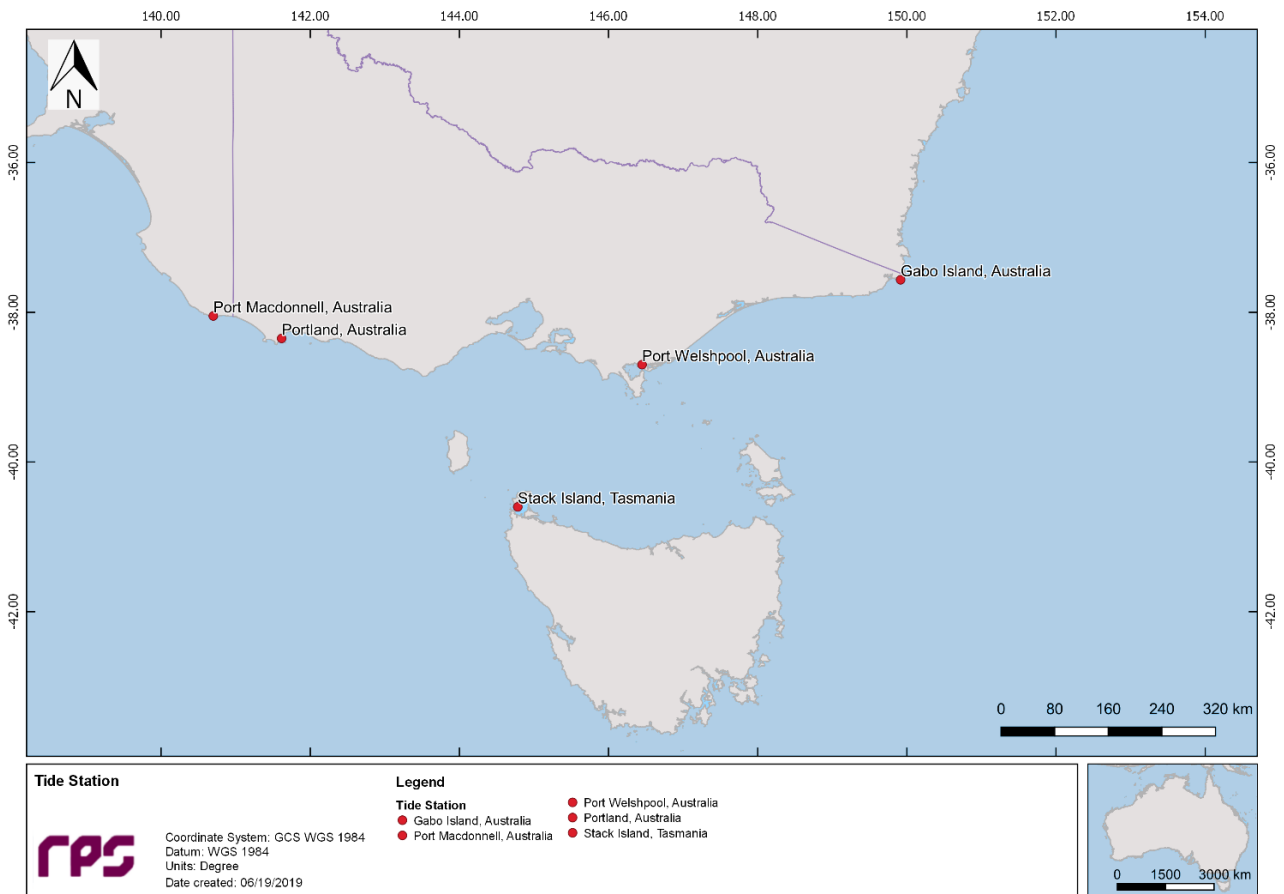 140.00 142.00 144.00 146.00 148.00 150.00 152.00 154.00
N
-36.00 -36.00
Gabo Island, Australia
Port Macdonnell, Australia
-38.00 -38.00
Portland, Australia
Port Welshpool, Australia
-40.00 -40.00
Stack Island, Tasmania
-42.00 -42.00
0 80 160 240 320 km
Tide Station
rps
Coordinate System: GCS WGS 1984
Datum: WGS 1984
Units: Degree
Date created: 06/19/2019
Legend
Tide Station
Gabo Island, Australia
Port Macdonnell, Australia
Port Welshpool, Australia
Portland, Australia
Stack Island, Tasmania
0 1500 3000 km